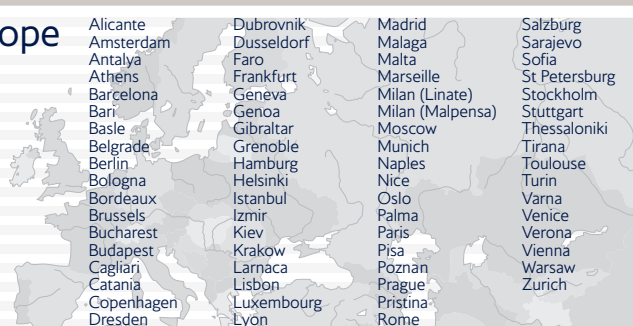 ope
Alicante
Amsterdam
Antalya
Athens
Barcelona
Bari
Basle
Belgrade
Berlin
Bologna
Bordeaux
Brussels
Bucharest
Budapest
Cagliari
Catania
Copenhagen
Dresden
Dubrovnik
Dusseldorf
Faro
Frankfurt
Geneva
Genoa
Gibraltar
Grenoble
Hamburg
Helsinki
Istanbul
Izmir
Kiev
Krakow
Larnaca
Lisbon
Luxembourg
Lyon
Madrid
Malaga
Malta
Marseille
Milan (Linate)
Milan (Malpensa)
Moscow
Munich
Naples
Nice
Oslo
Palma
Paris
Pisa
Poznan
Prague
Pristina
Rome
Salzburg
Sarajevo
Sofia
St Petersburg
Stockholm
Stuttgart
Thessaloniki
Tirana
Toulouse
Turin
Varna
Venice
Verona
Vienna
Warsaw
Zurich